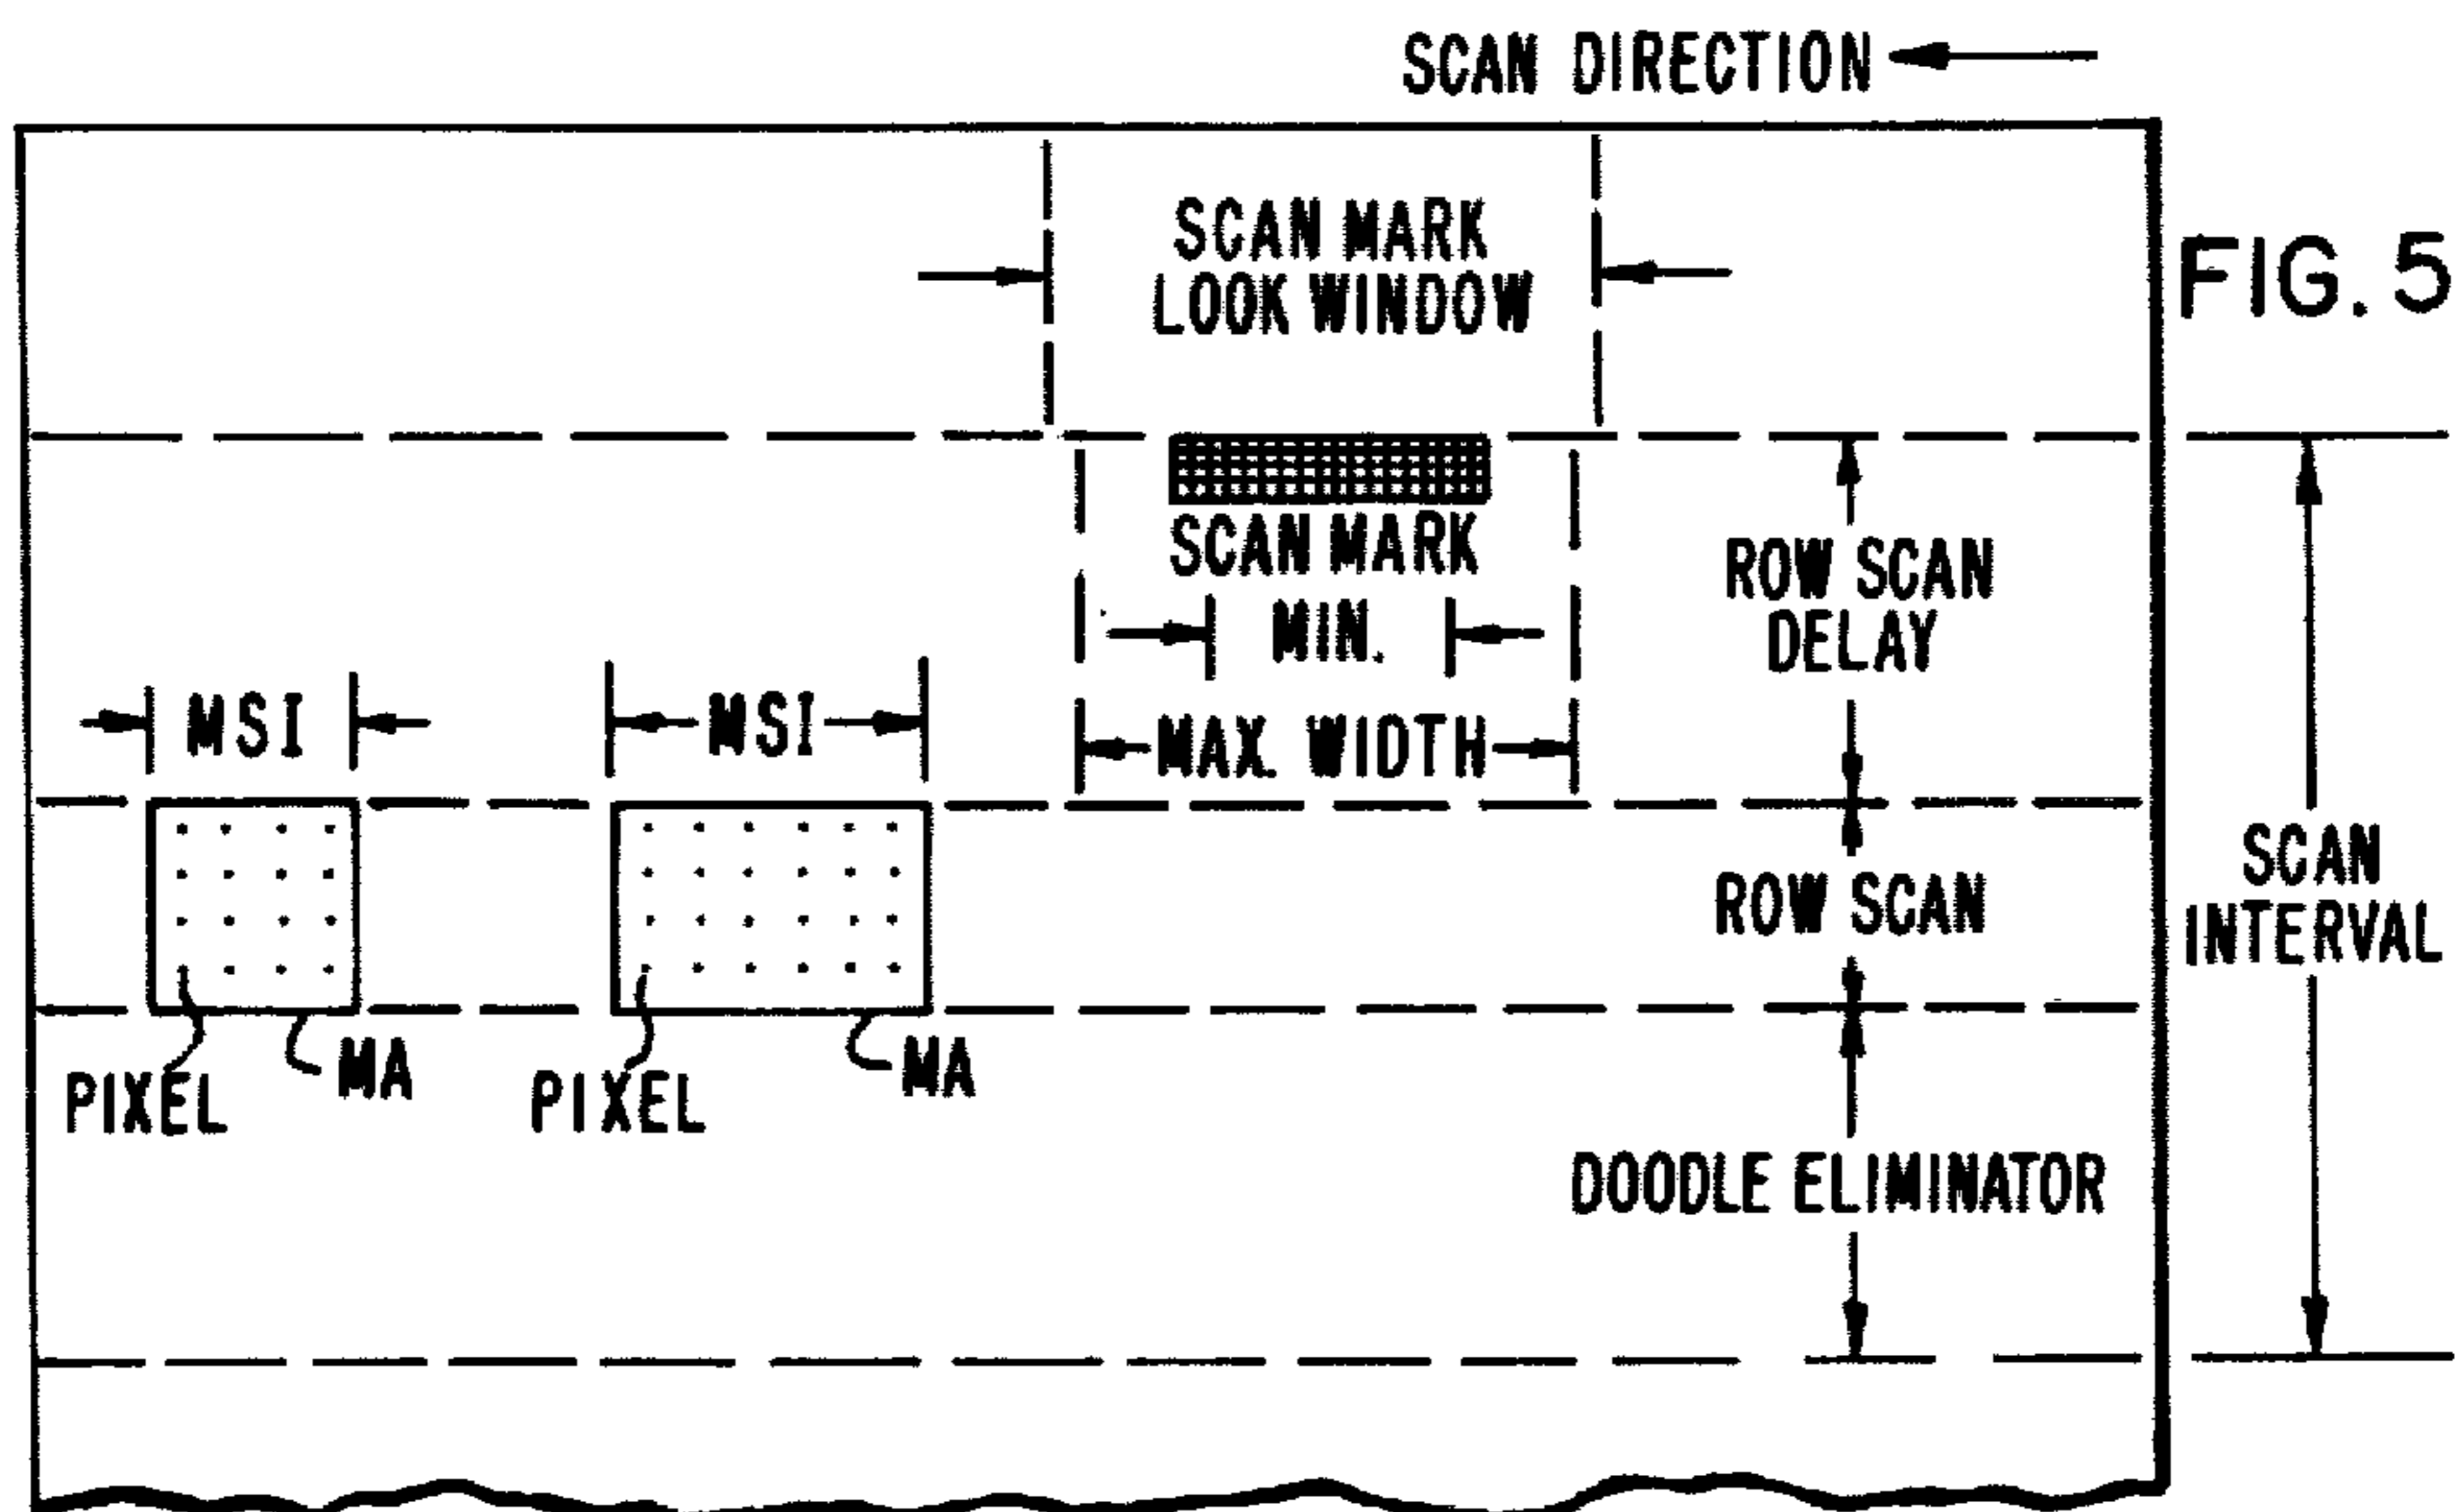 SCAN DIRECTION
SCAN MARK
LOOK WINDOW
FIG. 5
SCAN MARK
MIN.
MAX. WIDTH
ROW SCAN
DELAY
MSI
MSI
ROW SCAN
SCAN
INTERVAL
PIXEL
MA
PIXEL
MA
DOODLE ELIMINATOR